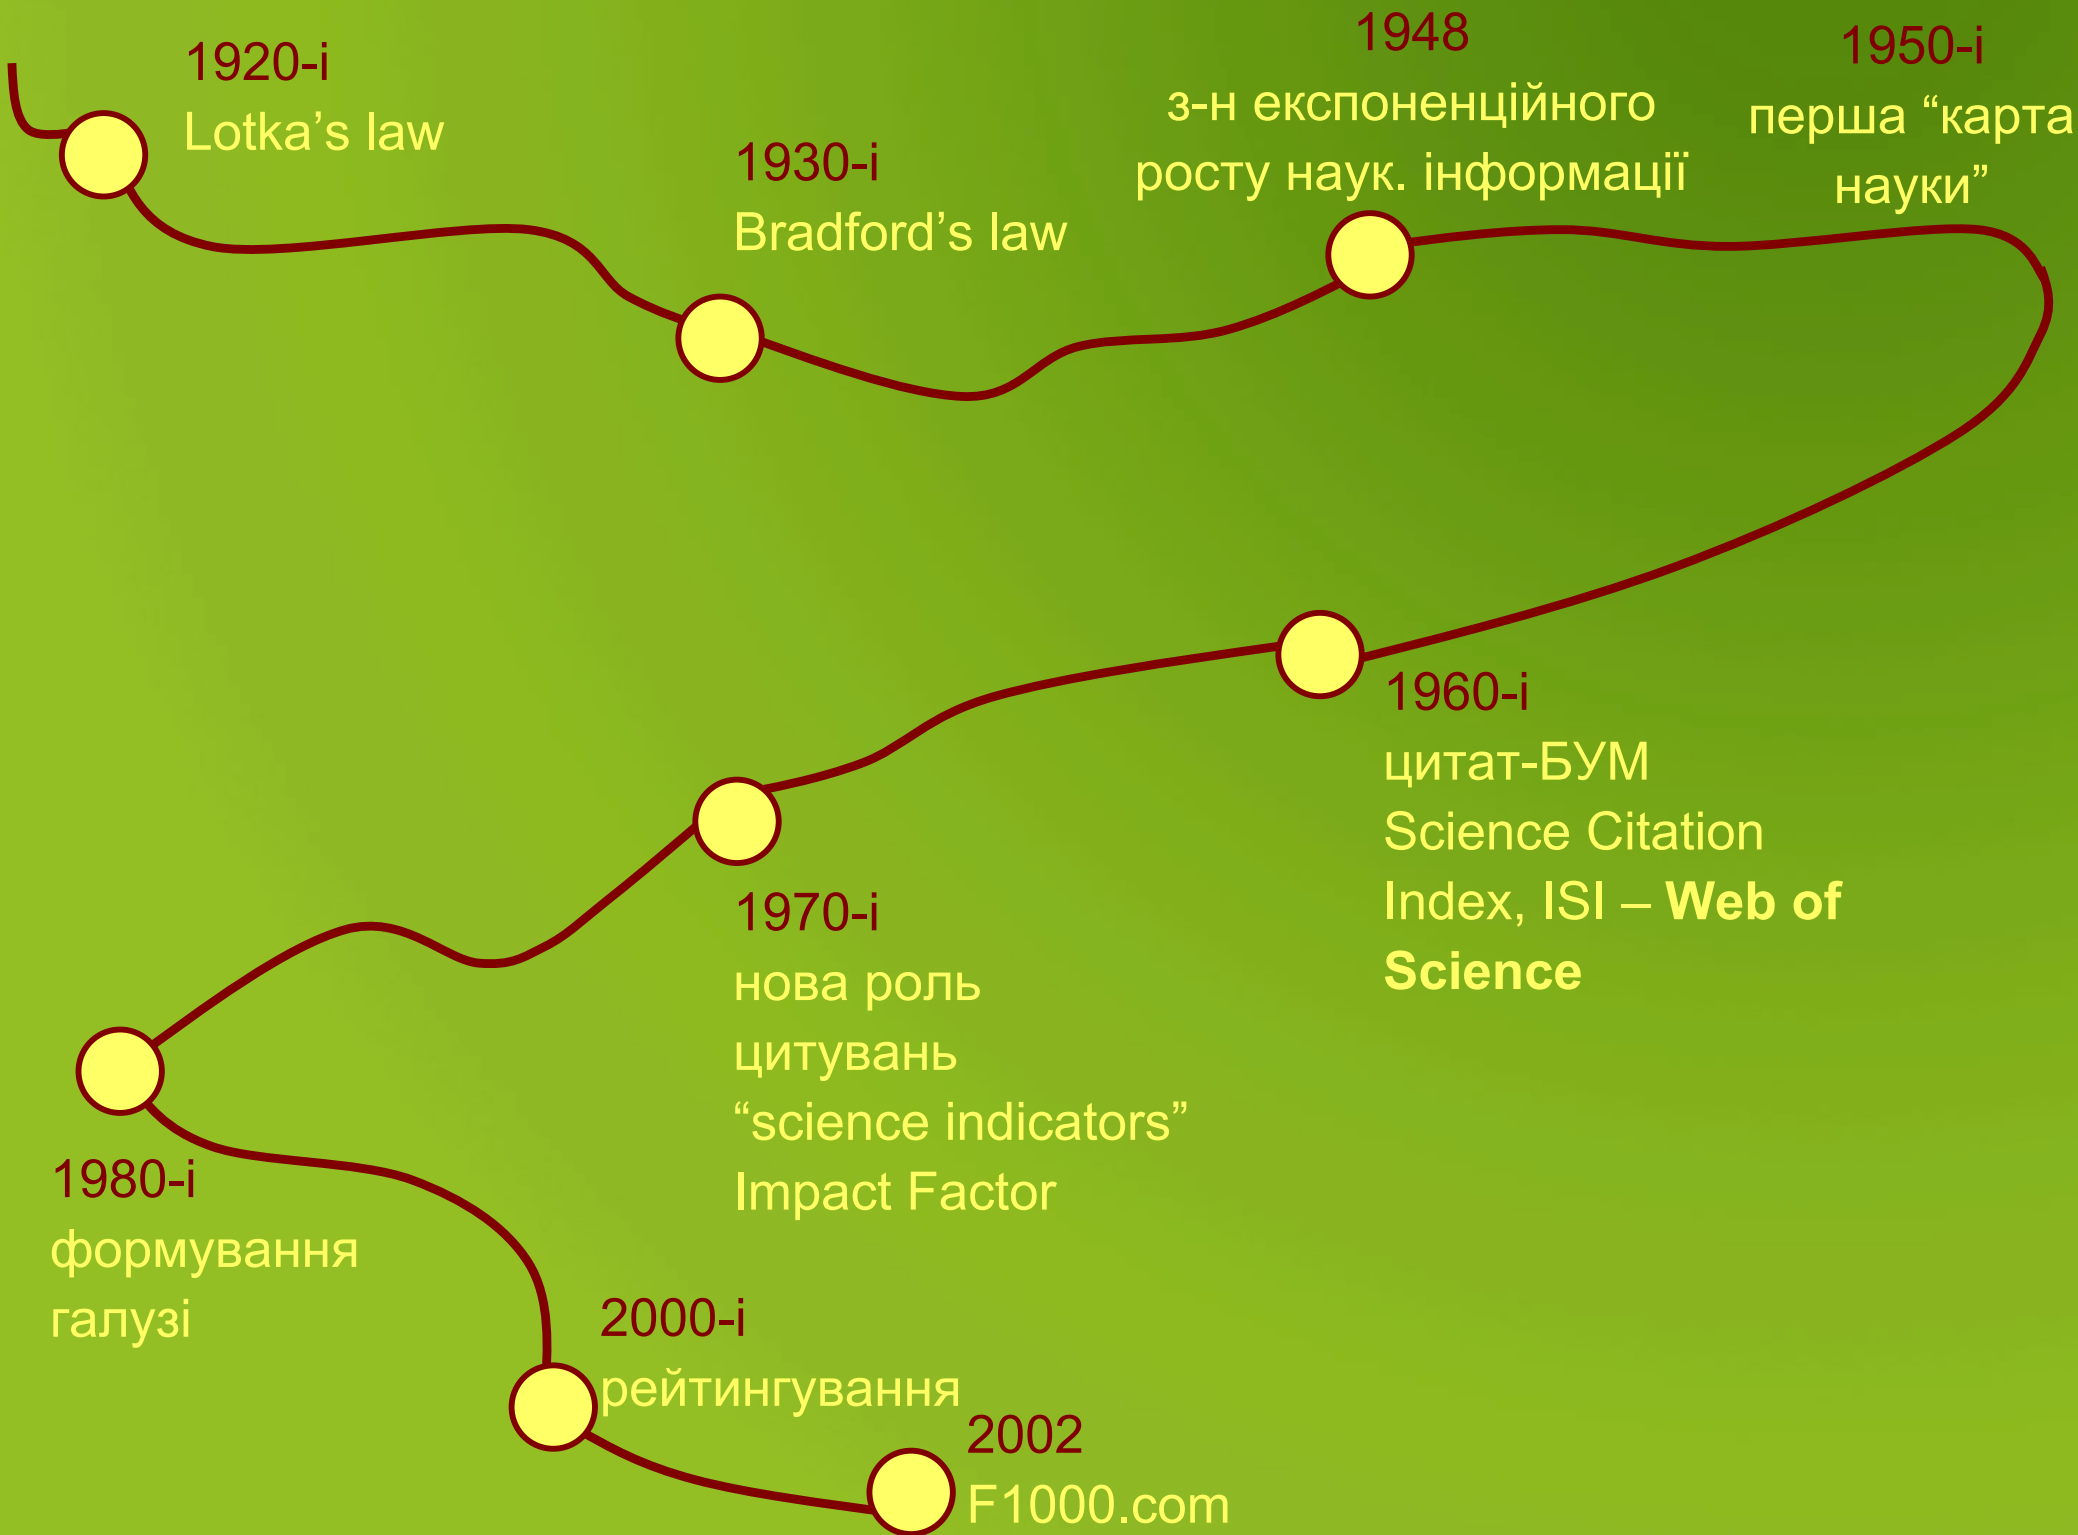 1920-і
Lotka’s law
1930-і
Bradford’s law
1948
з-н експоненційного
росту наук. інформації
1950-і
перша “карта
науки”
1960-і
цитат-БУМ
Science Citation
Index, ISI – Web of
Science
1970-і
нова роль
цитувань
“science indicators”
Impact Factor
1980-і
формування
галузі
2000-і
рейтингування
2002
F1000.com